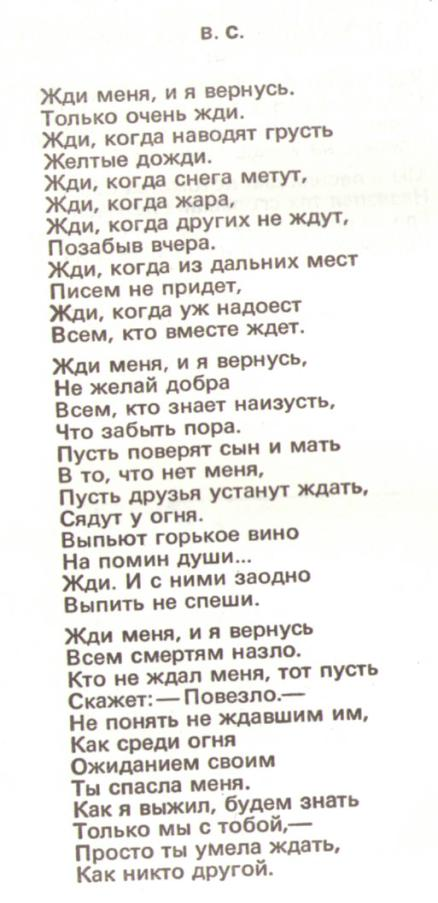 В. С.
Жди меня, и я вернусь.
Только очень жди.
Жди, когда наводят грусть
Желтые дожди.
Жди, когда снега метут,
Жди, когда жара,
Жди, когда других не ждут,
Позабыв вчера.
Жди, когда из дальних мест
Писем не придет,
Жди, когда уж надоест
Всем, кто вместе ждет.
Жди меня, и я вернусь,
Не желай добра
Всем, кто знает наизусть,
Что забыть пора.
Пусть поверят сын и мать
В то, что нет меня,
Пусть друзья устанут ждать,
Сядут у огня.
Выпьют горькое вино
На помин души...
Жди. И с ними заодно
Выпить не спеши.
Жди меня, и я вернусь
Всем смертям назло.
Кто не ждал меня, тот пусть
Скажет:— Повезло.—
Не понять не ждавшим им,
Как среди огня
Ожиданием своим
Ты спасла меня.
Как я выжил, будем знать
Только мы с тобой,—
Просто ты умела ждать,
Как никто другой.